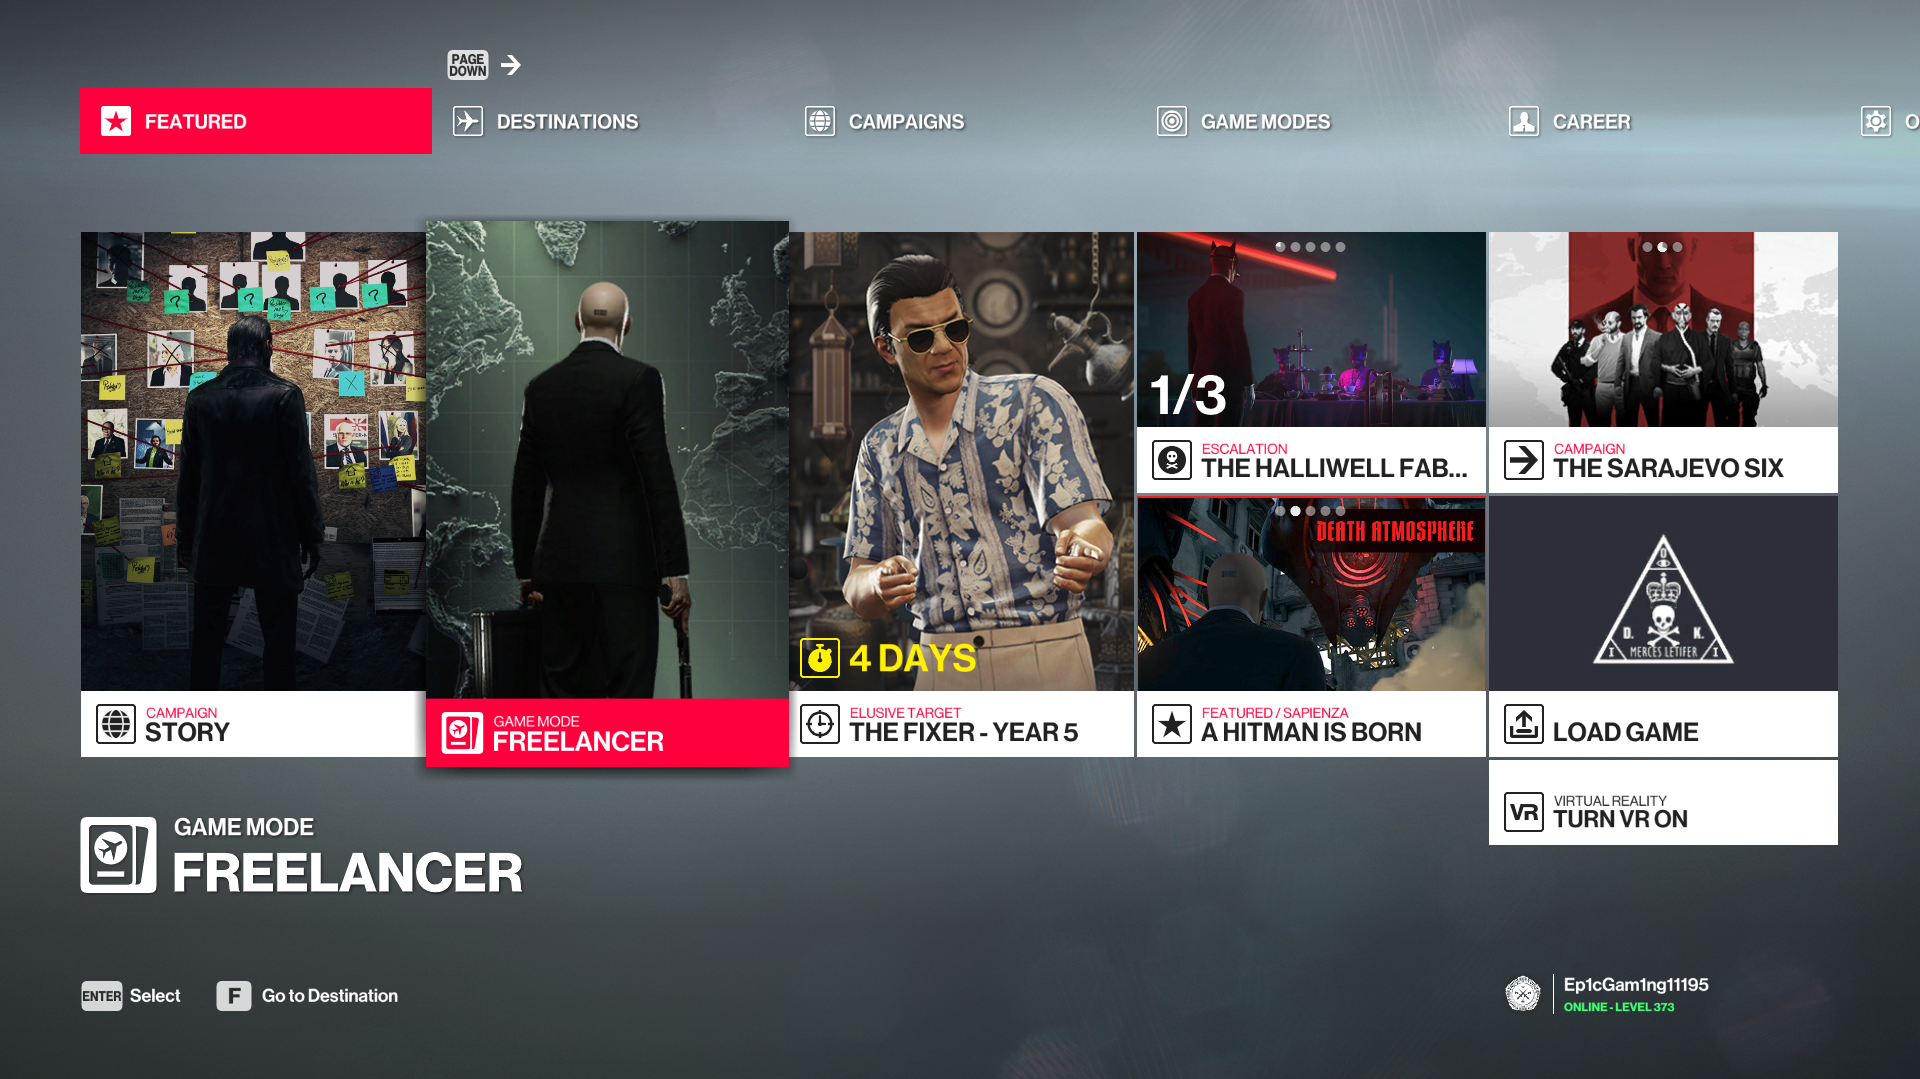 PAGE
DOWN
FEATURED
DESTINATIONS
CAMPAIGNS
GAME MODES
CAREER
O
1/3
ESCALATION
THE HALLIWELL FAB...
CAMPAIGN
THE SARAJEVO SIX
DEATH ATMOSPHERE
D. K.
MERCES LETIFER
4 DAYS
CAMPAIGN
STORY
GAME MODE
FREELANCER
ELUSIVE TARGET
THE FIXER - YEAR 5
FEATURED / SAPIENZA
A HITMAN IS BORN
LOAD GAME
VR
VIRTUAL REALITY
TURN VR ON
GAME MODE
FREELANCER
ENTER Select
F Go to Destination
Ep1cGam1ng11195
ONLINE - LEVEL 373